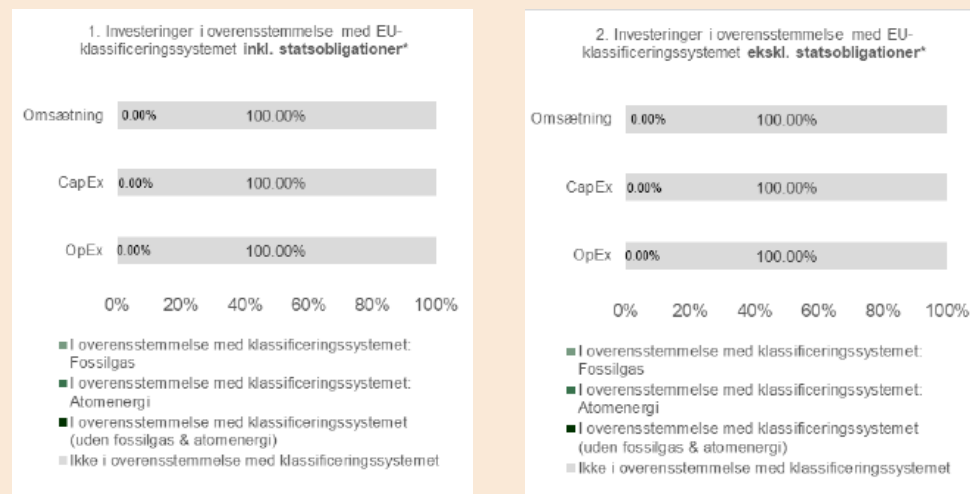 1. Investeringer i overensstemmelse med EU-
klassificeringssystemet inkl. statsobligationer*
Omsætning 0.00% 100.00%
CapEx 0.00% 100.00%
OpEx 0.00% 100.00%
0% 20% 40% 60% 80% 100%
I overensstemmelse med klassificeringssystemet:
Fossilgas
I overensstemmelse med klassificeringssystemet:
Atomenergi
I overensstemmelse med klassificeringssystemet
(uden fossilgas & atomenergi)
Ikke i overensstemmelse med klassificeringssystemet
2. Investeringer i overensstemmelse med EU-
klassificeringssystemet ekskl. statsobligationer*
Omsætning 0.00% 100.00%
CapEx 0.00% 100.00%
OpEx 0.00% 100.00%
0% 20% 40% 60% 80% 100%
I overensstemmelse med klassificeringssystemet:
Fossilgas
I overensstemmelse med klassificeringssystemet:
Atomenergi
I overensstemmelse med klassificeringssystemet
(uden fossilgas & atomenergi)
Ikke i overensstemmelse med klassificeringssystemet